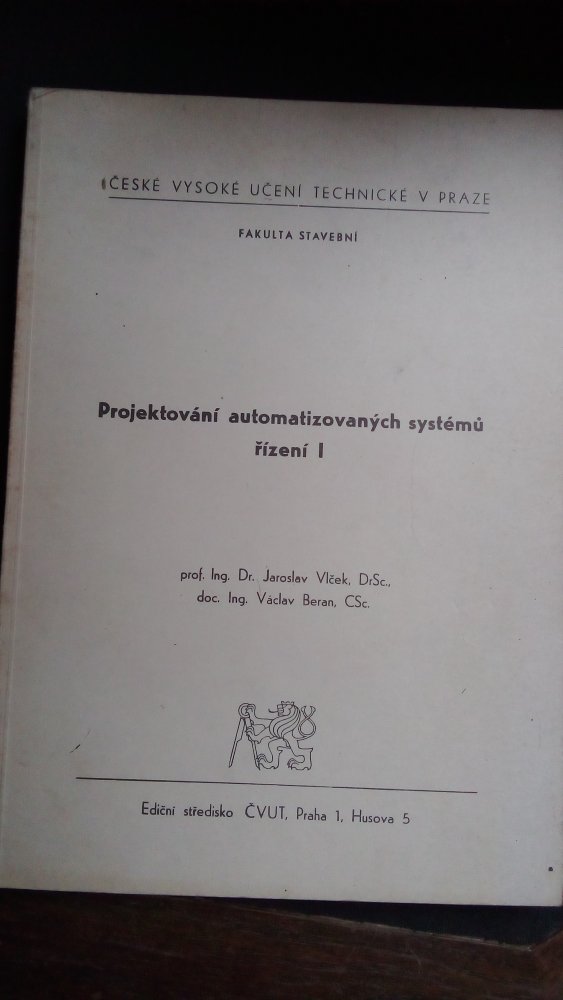 ČESKÉ VYSOKÉ UČENÍ TECHNICKÉ V PRAZE
FAKULTA STAVEBNÍ
Projektování automatizovaných systémů
řízení I
prof. Ing. Dr. Jaroslav Vlček, DrSc.,
doc. Ing. Václav Beran, CSc.
Ediční středisko ČVUT, Praha 1, Husova 5